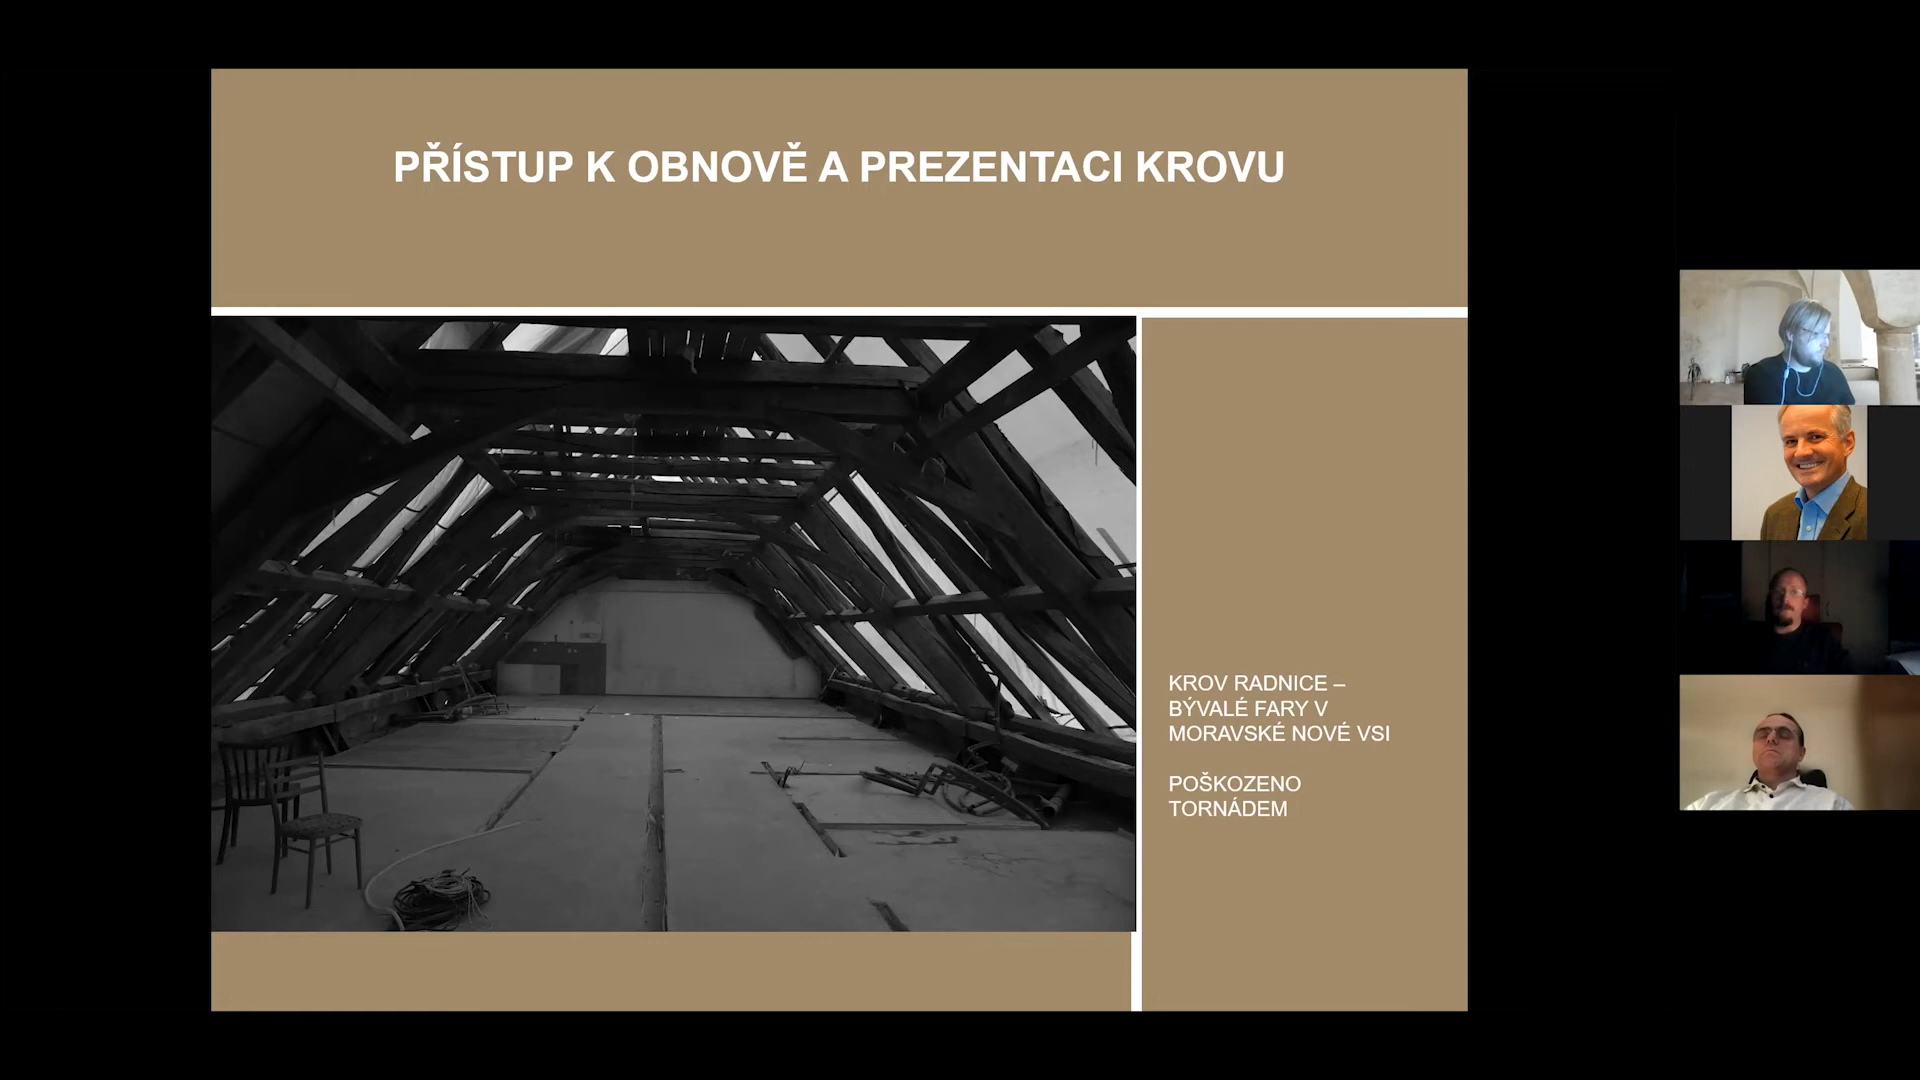 PŘÍSTUP K OBNOVĚ A PREZENTACI KROVU
KROV RADNICE –
BÝVALÉ FARY V
MORAVSKÉ NOVÉ VSI
POŠKOZENO
TORNÁDEM